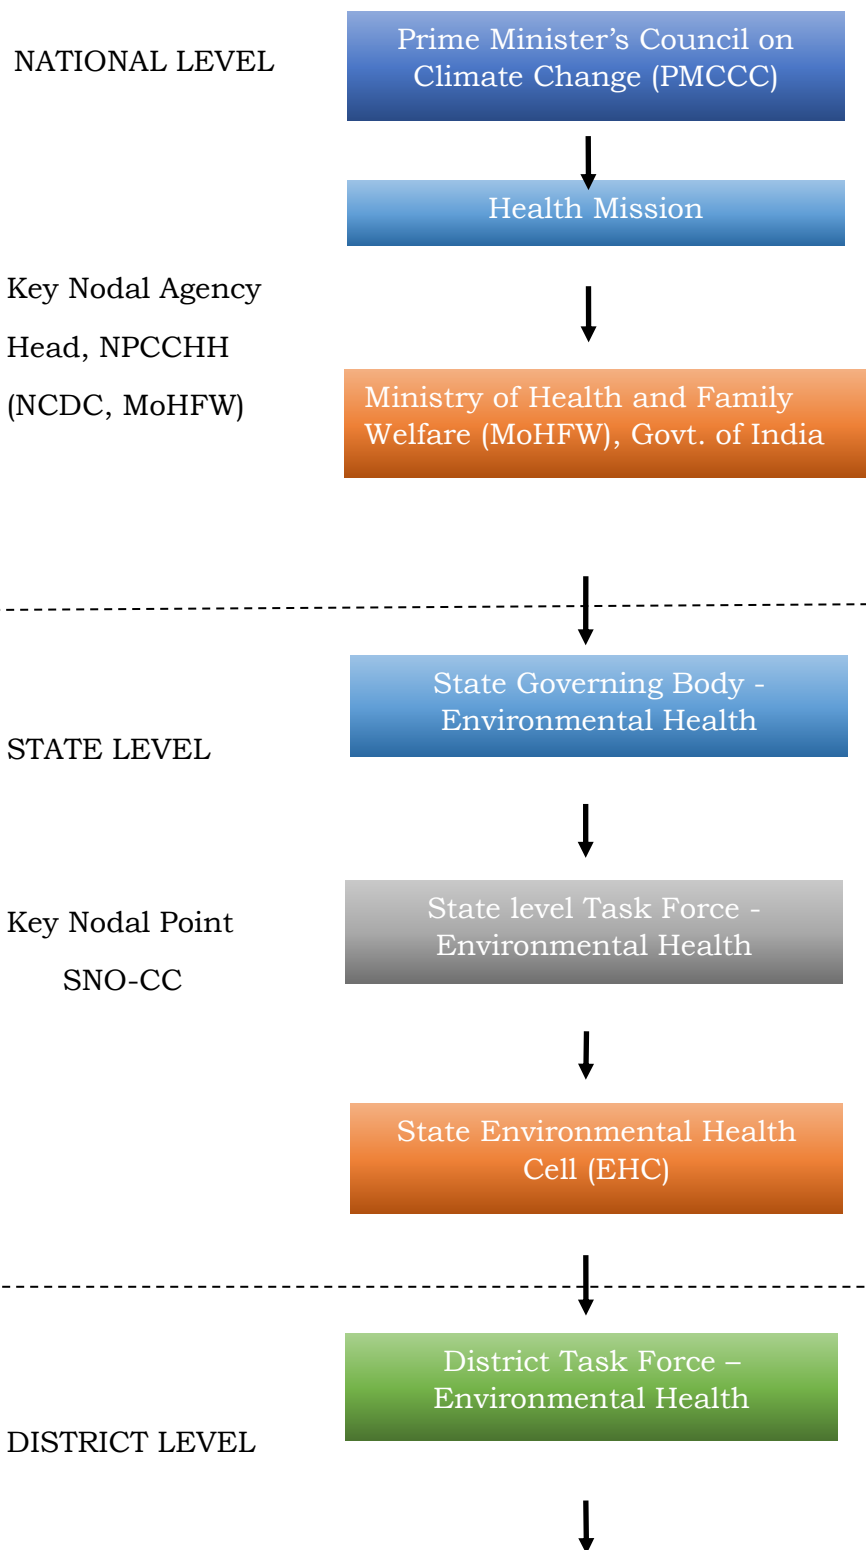 NATIONAL LEVEL
Prime Minister’s Council on
Climate Change (PMCCC)
Health Mission
Key Nodal Agency
Head, NPCCHH
(NCDC, MoHFW)
Ministry of Health and Family
Welfare (MoHFW), Govt. of India
State Governing Body -
Environmental Health
STATE LEVEL
State level Task Force -
Environmental Health
Key Nodal Point
SNO-CC
State Environmental Health
Cell (EHC)
District Task Force –
Environmental Health
DISTRICT LEVEL